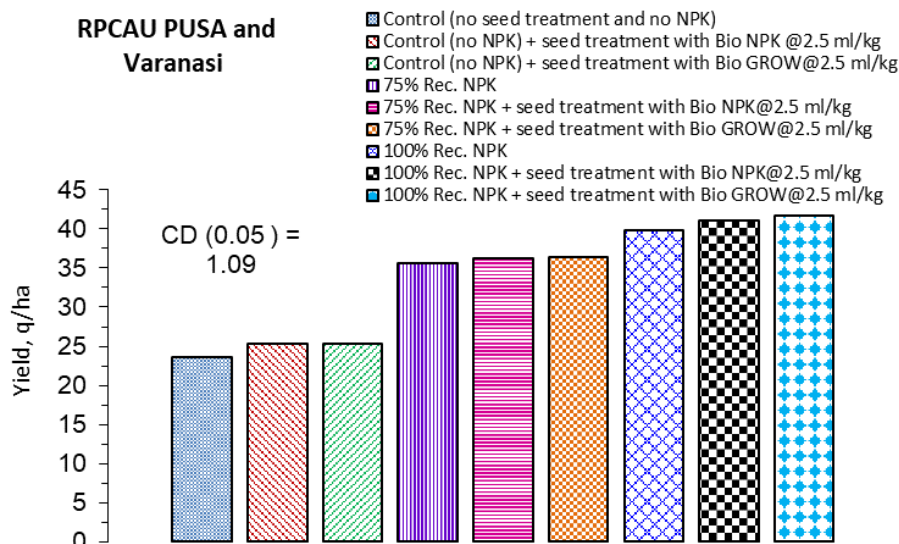 RPCAU PUSA and
Varanasi
Control (no seed treatment and no NPK)
Control (no NPK) + seed treatment with Bio NPK @2.5 ml/kg
Control (no NPK) + seed treatment with Bio GROW@2.5 ml/kg
75% Rec. NPK
75% Rec. NPK + seed treatment with Bio NPK@2.5 ml/kg
75% Rec. NPK + seed treatment with Bio GROW@2.5 ml/kg
100% Rec. NPK
100% Rec. NPK + seed treatment with Bio NPK@2.5 ml/kg
100% Rec. NPK + seed treatment with Bio GROW@2.5 ml/kg
CD (0.05 ) =
1.09
Yield, q/ha
45
40
35
30
25
20
15
10
5
0